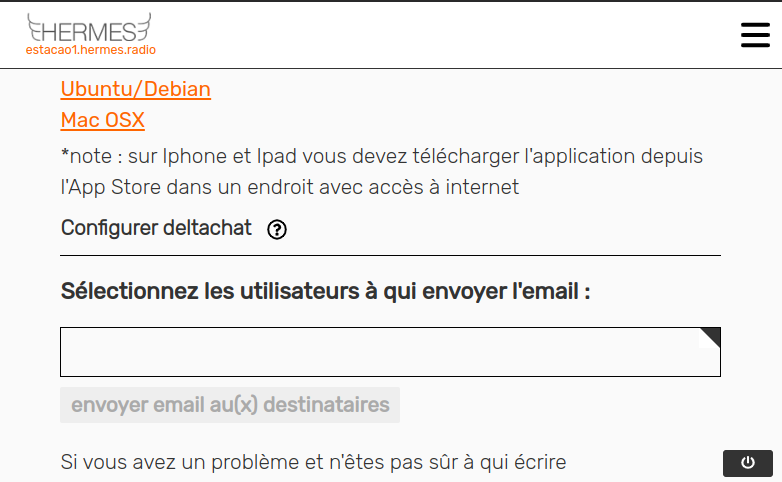 HERMES
estacao1.hermes.radio
Ubuntu/Debian
Mac OSX
*note : sur Iphone et Ipad vous devez télécharger l'application depuis
l'App Store dans un endroit avec accès à internet
Configurer deltachat ?
Sélectionnez les utilisateurs à qui envoyer l'email :
envoyer email au(x) destinataires
Si vous avez un problème et n'êtes pas sûr à qui écrire